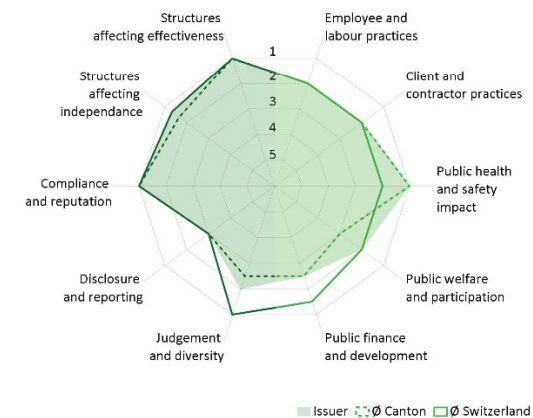 Structures
affecting effectiveness
Employee and
labour practices
Structures
affecting
independance
Client and
contractor practices
1
2
3
4
5
Compliance
and reputation
Public health
and safety
impact
Disclosure
and reporting
Public welfare
and participation
Judgement
and diversity
Public finance
and development
Issuer Ø Canton Ø Switzerland